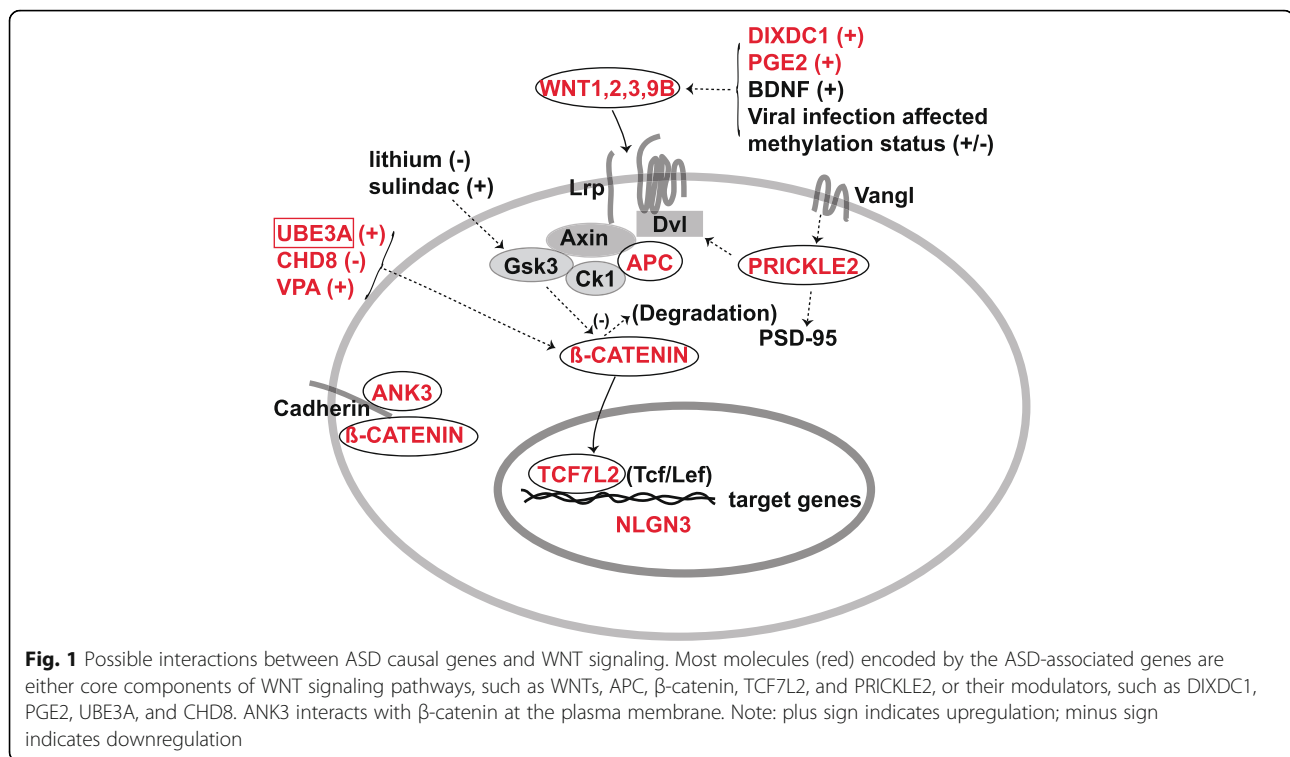 DIXDC1 (+)
PGE2 (+)
BDNF (+)
Viral infection affected
methylation status (+/-)
WNT1,2,3,9B
lithium (-)
sulindac (+)
Lrp
Vangl
Dvl
Axin
UBE3A (+)
CHD8 (-)
VPA (+)
Gsk3
APC
Ck1
PRICKLE2
(-)
(Degradation)
PSD-95
ß-CATENIN
ANK3
Cadherin
ß-CATENIN
TCF7L2 (Tcf/Lef)
target genes
NLGN3
Fig. 1 Possible interactions between ASD causal genes and WNT signaling. Most molecules (red) encoded by the ASD-associated genes are
either core components of WNT signaling pathways, such as WNTs, APC, β-catenin, TCF7L2, and PRICKLE2, or their modulators, such as DIXDC1,
PGE2, UBE3A, and CHD8. ANK3 interacts with β-catenin at the plasma membrane. Note: plus sign indicates upregulation; minus sign
indicates downregulation